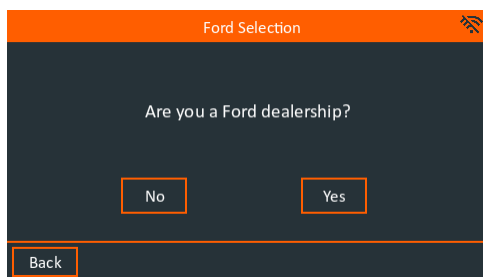 Ford Selection
Are you a Ford dealership?
No
Yes
Back